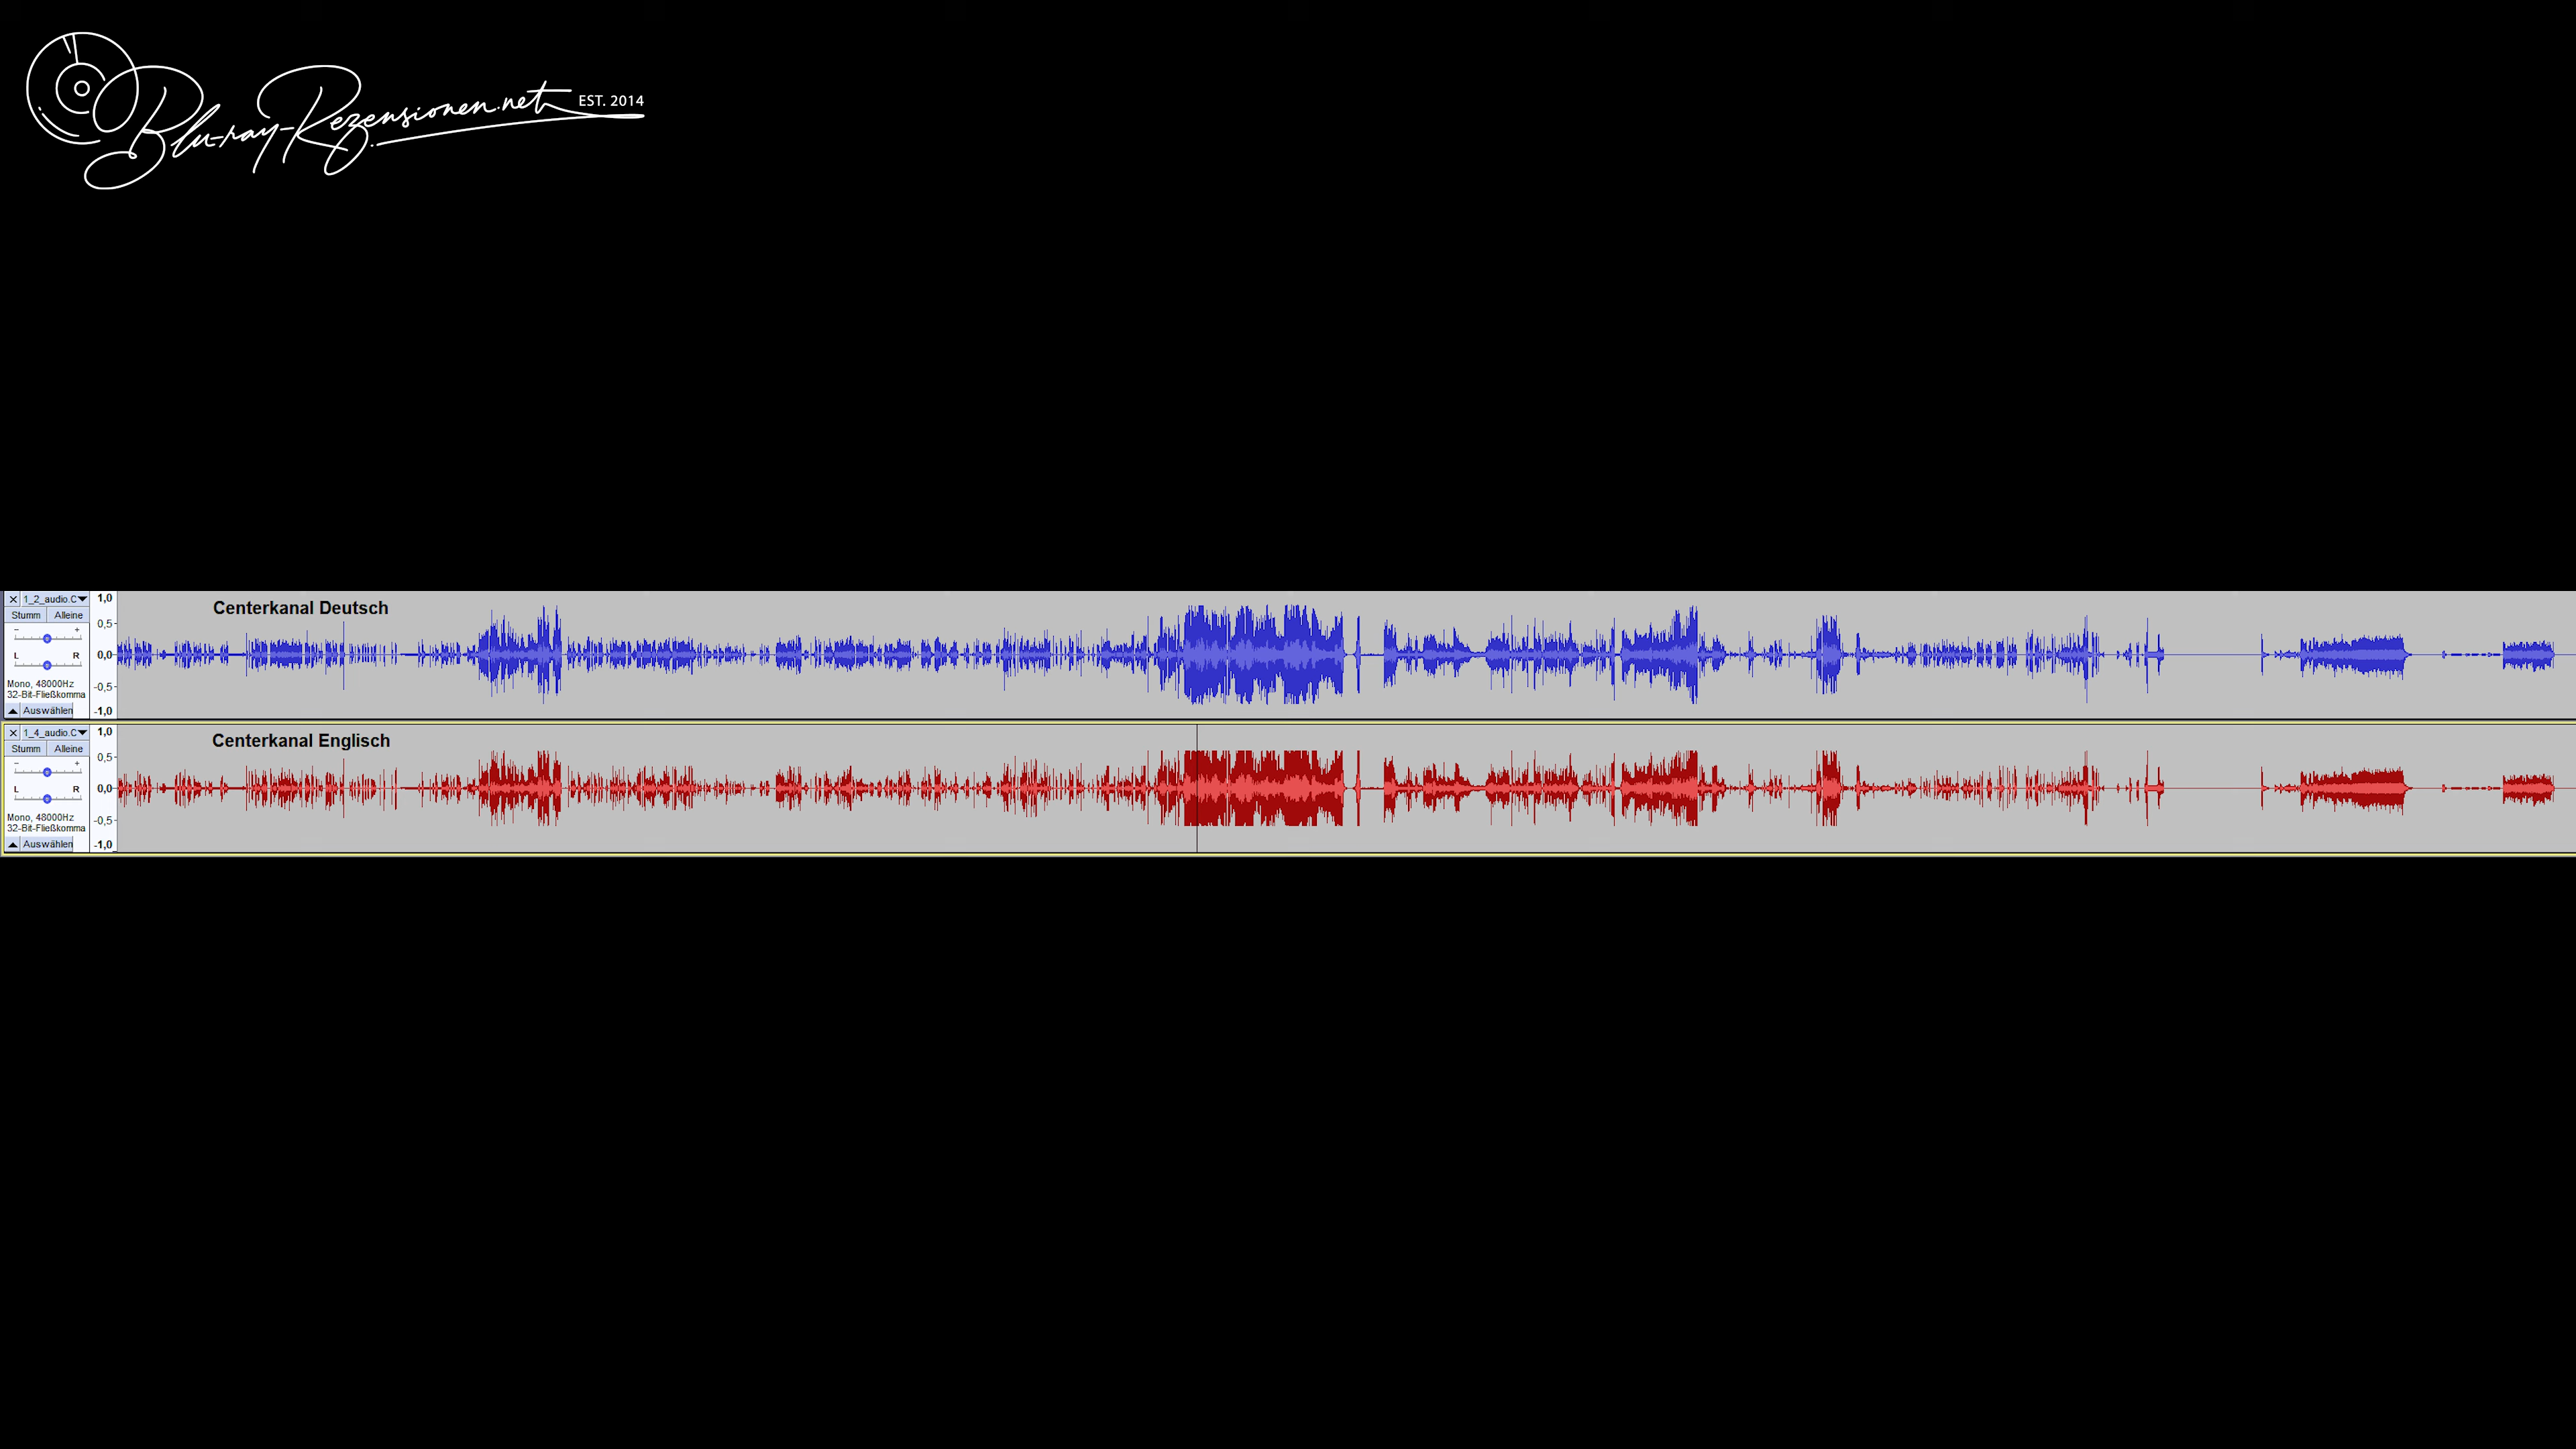 Blu-ray-Rezensionen.net EST. 2014
1_2_audio.C
Stumm Alleine
- +
L R
Mono, 48000Hz
32-Bit-Fließkomma
Auswählen
1,0
0,5
0,0
-0,5
-1,0
Centerkanal Deutsch
1_4_audio.C
Stumm Alleine
- +
L R
Mono, 48000Hz
32-Bit-Fließkomma
Auswählen
1,0
0,5
0,0
-0,5
-1,0
Centerkanal Englisch